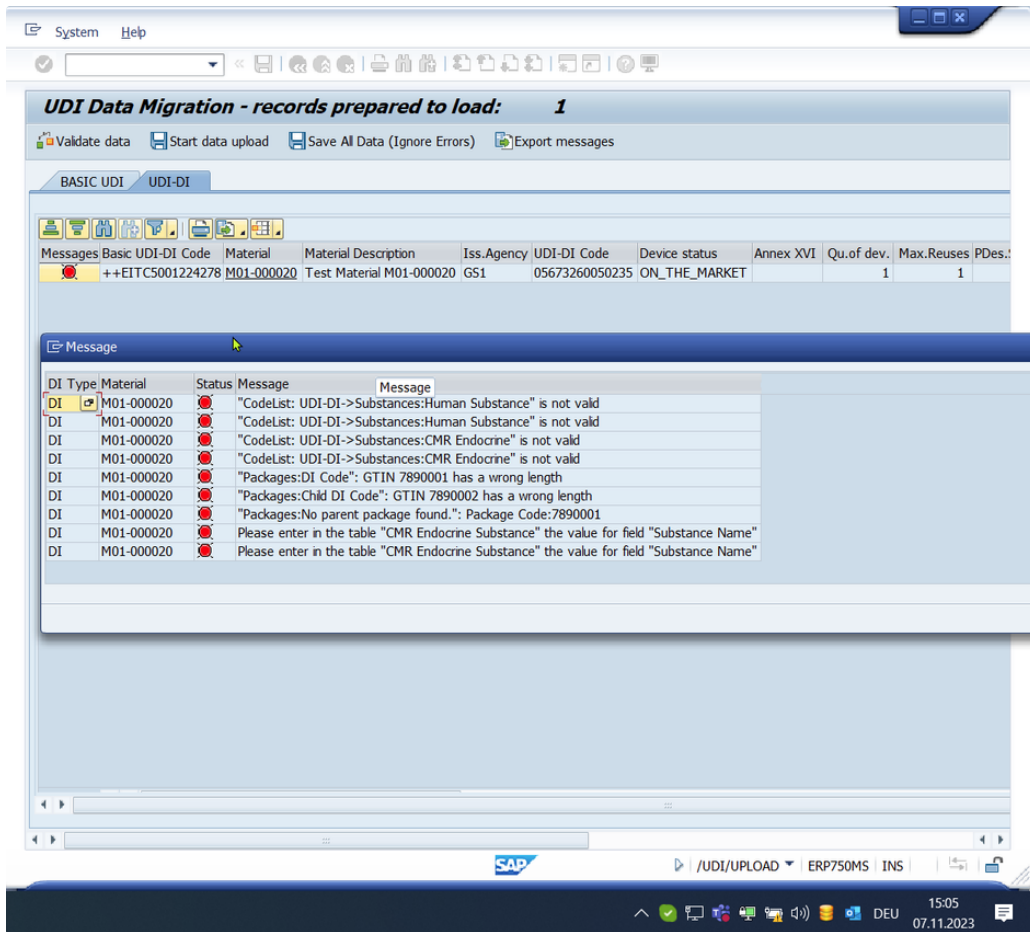 System Help
UDI Data Migration - records prepared to load: 1
Validate data Start data upload Save All Data (Ignore Errors) Export messages
BASIC UDI UDI-DI
Messages Basic UDI-DI Code Material Material Description Iss.Agency UDI-DI Code Device status Annex XVI Qu.of dev. Max.Reuses PDes.
++EITC5001224278 M01-000020 Test Material M01-000020 GS1 05673260050235 ON_THE_MARKET 1 1
Message
DI Type Material Status Message
Message
DI M01-000020 "CodeList: UDI-DI->Substances:Human Substance" is not valid
DI M01-000020 "CodeList: UDI-DI->Substances:Human Substance" is not valid
DI M01-000020 "CodeList: UDI-DI->Substances:CMR Endocrine" is not valid
DI M01-000020 "CodeList: UDI-DI->Substances:CMR Endocrine" is not valid
DI M01-000020 "Packages:DI Code": GTIN 7890001 has a wrong length
DI M01-000020 "Packages:Child DI Code": GTIN 7890002 has a wrong length
DI M01-000020 "Packages:No parent package found.": Package Code:7890001
DI M01-000020 Please enter in the table "CMR Endocrine Substance" the value for field "Substance Name"
DI M01-000020 Please enter in the table "CMR Endocrine Substance" the value for field "Substance Name"
SAP /UDI/UPLOAD ERP750MS INS
DEU 15:05
07.11.2023